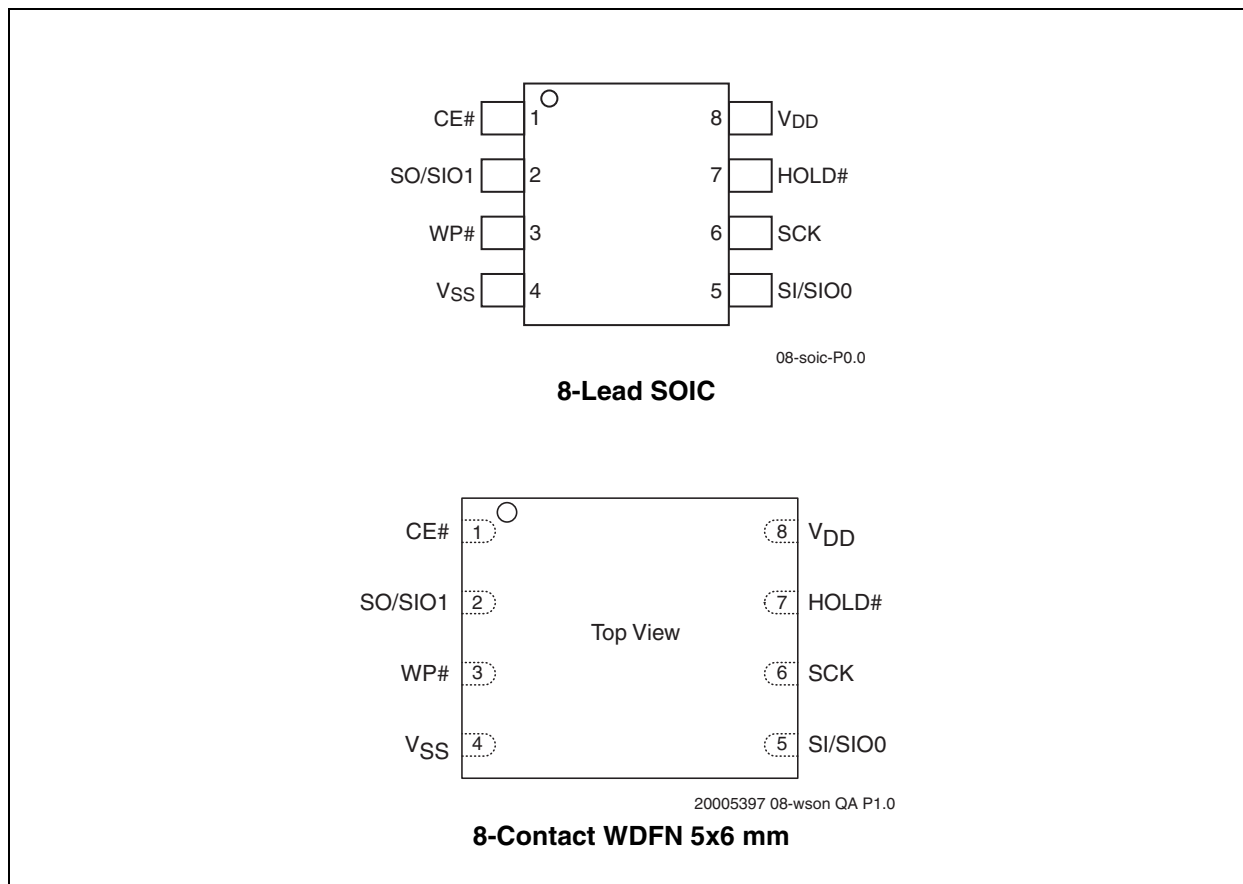 CE# 1 8 VDD
SO/SIO1 2 7 HOLD#
WP# 3 6 SCK
VSS 4 5 SI/SIO0
08-soic-P0.0
8-Lead SOIC
CE# 1 8 VDD
SO/SIO1 2 7 HOLD#
Top View
WP# 3 6 SCK
VSS 4 5 SI/SIO0
20005397 08-wson QA P1.0
8-Contact WDFN 5x6 mm